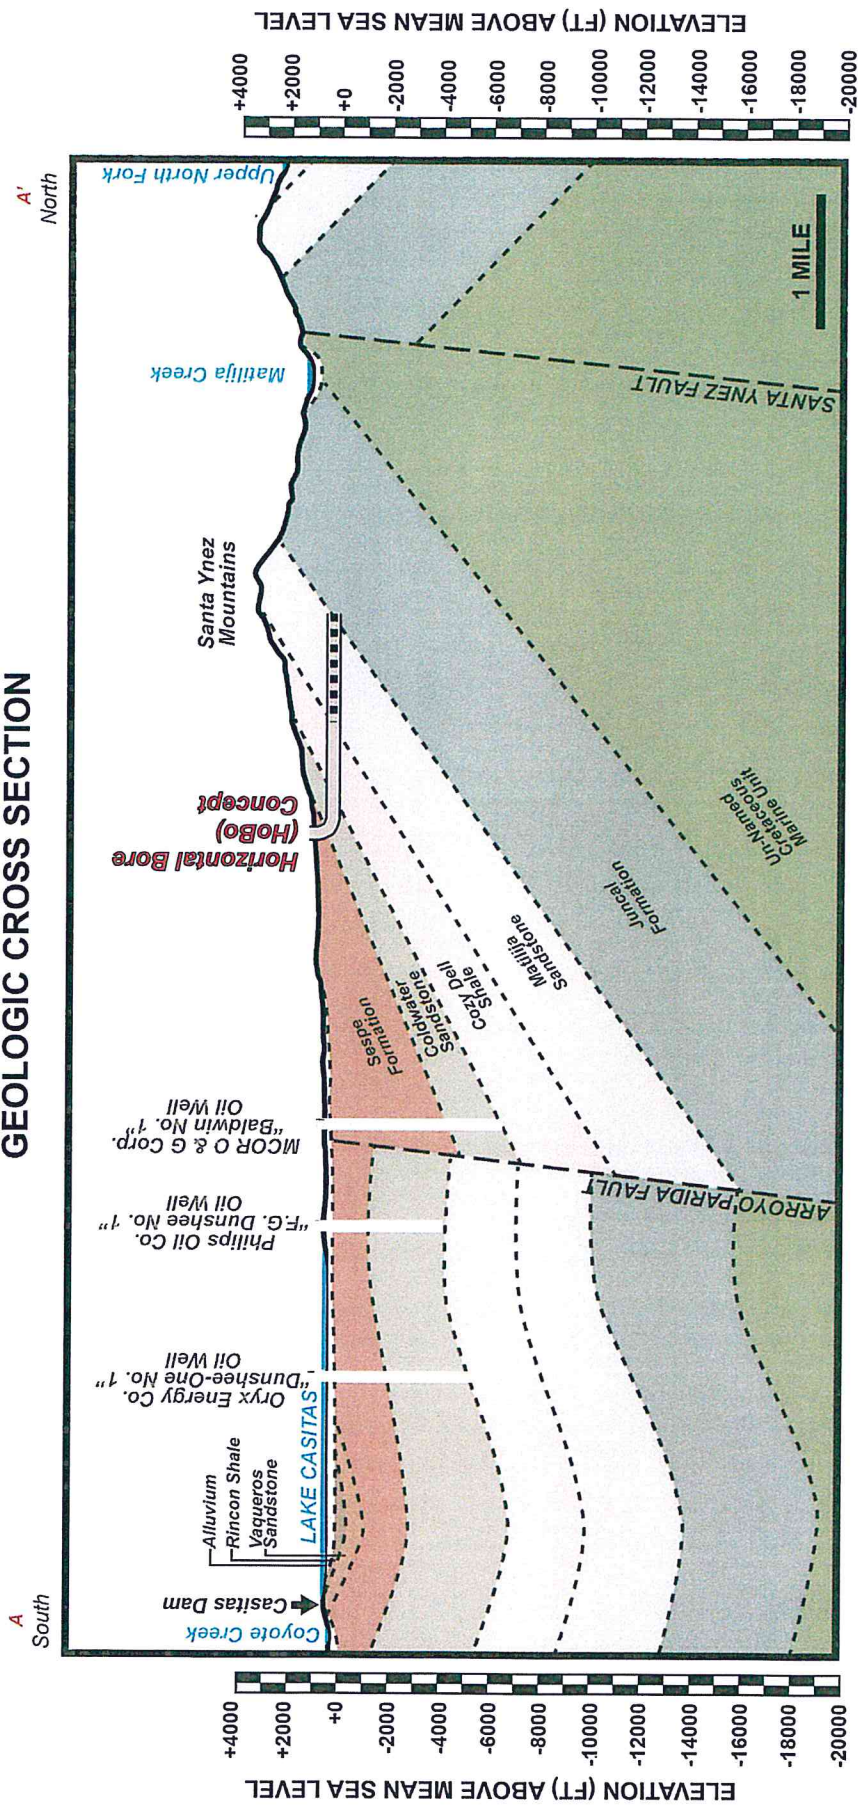 GEOLOGIC CROSS SECTION
A
South
A'
North
ELEVATION (FT) ABOVE MEAN SEA LEVEL
+4000
+2000
+0
-2000
-4000
-6000
-8000
-10000
-12000
-14000
-16000
-18000
-20000
Coyote Creek
Casitas Dam
Alluvium
Rincon Shale
Vaqueros
Sandstone
LAKE CASITAS
Oryx Energy Co.
"Dunshee-One No. 1"
Oil Well
Philips Oil Co.
"F.G. Dunshee No. 1"
Oil Well
MCOR O & G Corp.
"Baldwin No. 1"
Oil Well
Horizontal Bore
(HoBo)
Concept
Santa Ynez
Mountains
Matilija Creek
Upper North Fork
Sespe
Formation
Coldwater
Sandstone
Cozy Dell
Shale
Matilija
Sandstone
Juncal
Formation
Un-Named
Cretaceous
Marine Unit
ARROYO PARIDA FAULT
SANTA YNEZ FAULT
1 MILE
+4000
+2000
+0
-2000
-4000
-6000
-8000
-10000
-12000
-14000
-16000
-18000
-20000
ELEVATION (FT) ABOVE MEAN SEA LEVEL